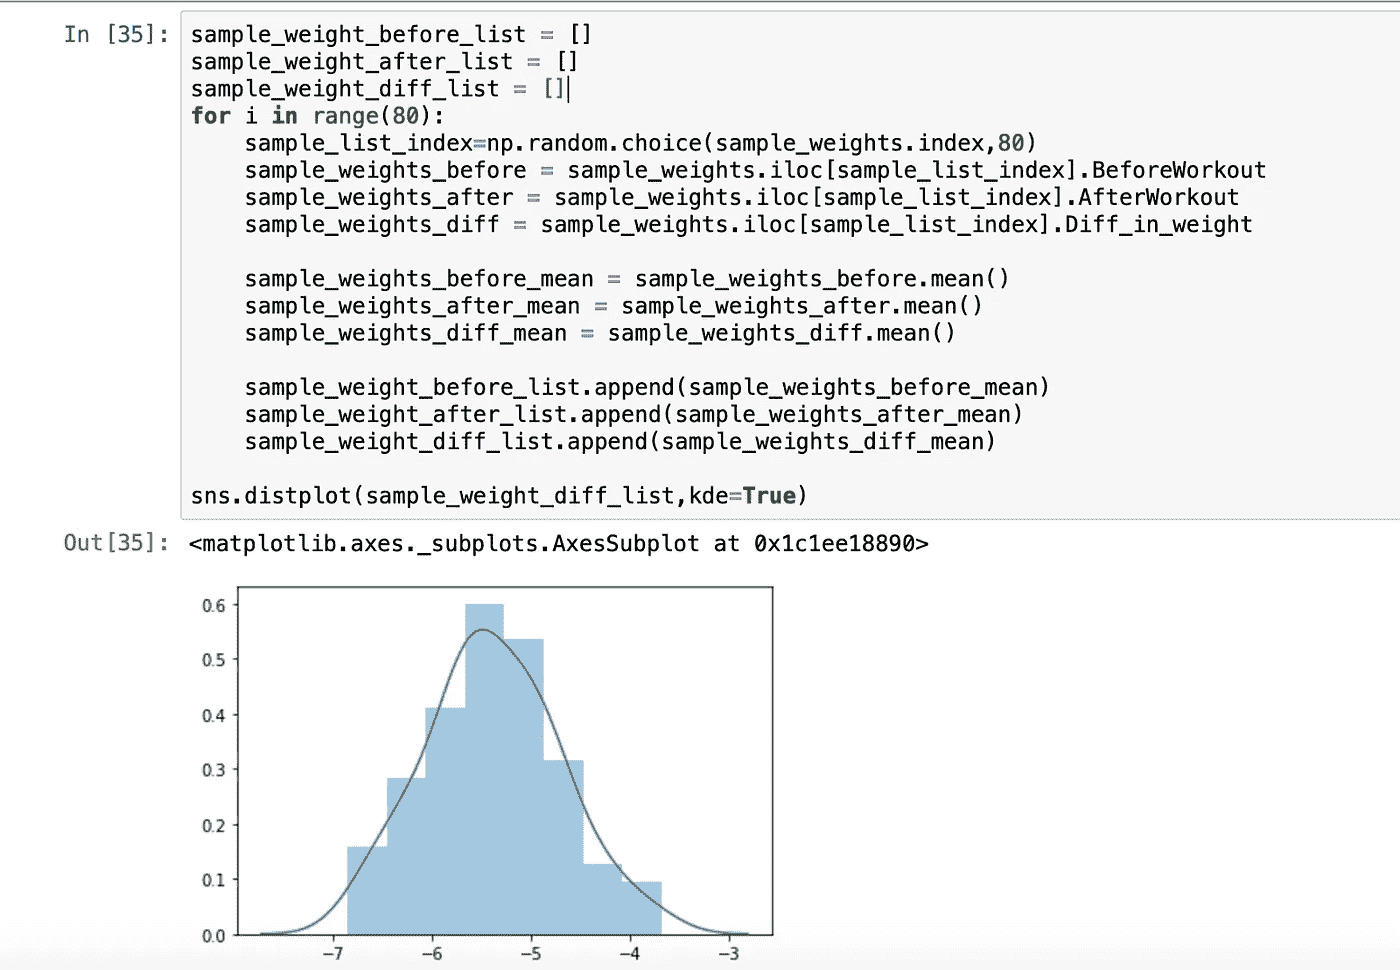 In [35]:
sample_weight_before_list = []
sample_weight_after_list = []
sample_weight_diff_list = []
for i in range(80):
    sample_list_index=np.random.choice(sample_weights.index,80)
    sample_weights_before = sample_weights.iloc[sample_list_index].BeforeWorkout
    sample_weights_after = sample_weights.iloc[sample_list_index].AfterWorkout
    sample_weights_diff = sample_weights.iloc[sample_list_index].Diff_in_weight
    sample_weights_before_mean = sample_weights_before.mean()
    sample_weights_after_mean = sample_weights_after.mean()
    sample_weights_diff_mean = sample_weights_diff.mean()
    sample_weight_before_list.append(sample_weights_before_mean)
    sample_weight_after_list.append(sample_weights_after_mean)
    sample_weight_diff_list.append(sample_weights_diff_mean)
sns.distplot(sample_weight_diff_list,kde=True)
Out[35]: <matplotlib.axes._subplots.AxesSubplot at 0x1c1ee18890>
0.6
0.5
0.4
0.3
0.2
0.1
0.0
−7 −6 −5 −4 −3